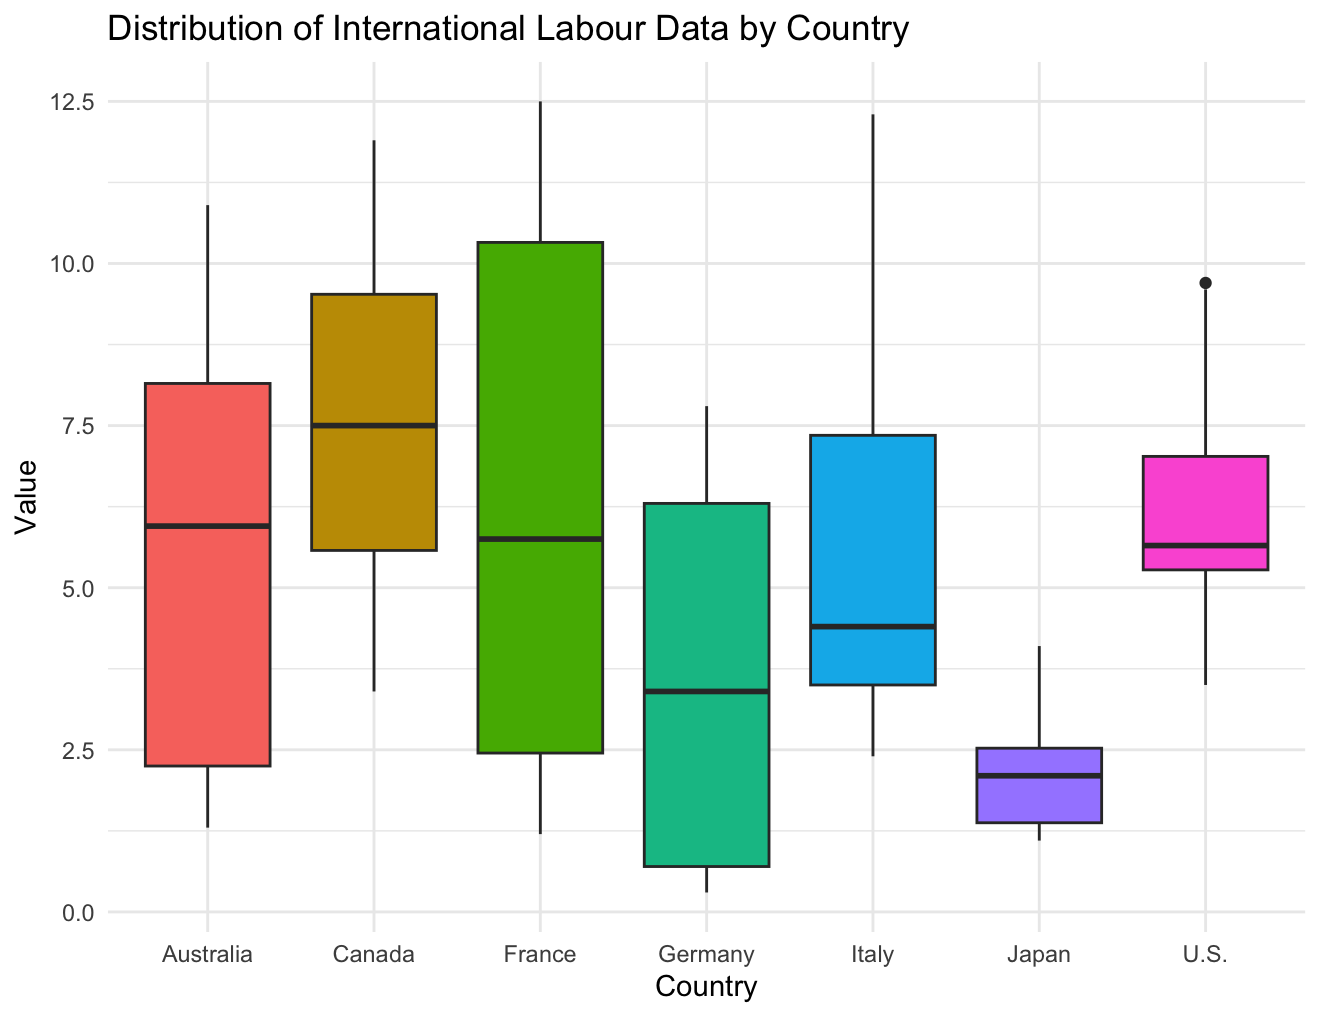 Distribution of International Labour Data by Country
12.5
10.0
7.5
5.0
2.5
0.0
Value
Australia Canada France Germany Italy Japan U.S.
Country